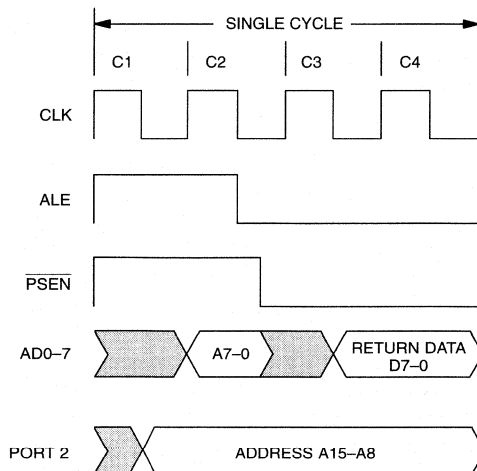 SINGLE CYCLE
C1 C2 C3 C4
CLK
ALE
PSEN
AD0–7 A7–0 RETURN DATA
D7–0
PORT 2 ADDRESS A15–A8